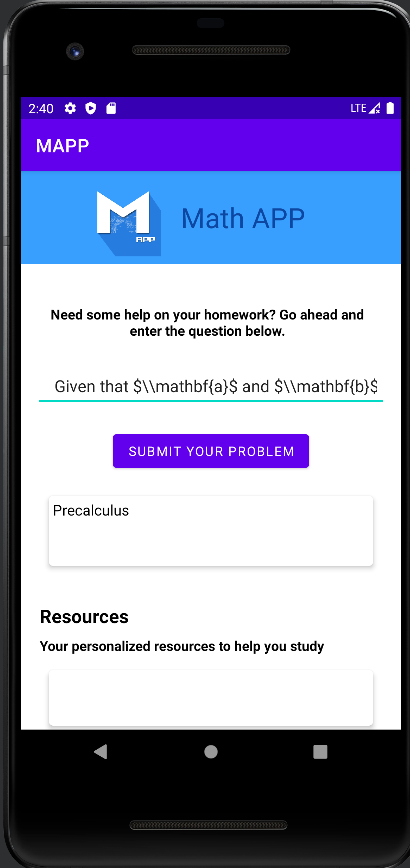 2:40 LTE
MAPP
M APP Math APP
Need some help on your homework? Go ahead and
enter the question below.
Given that $\\mathbf{a}$ and $\\mathbf{b}$
SUBMIT YOUR PROBLEM
Precalculus
Resources
Your personalized resources to help you study